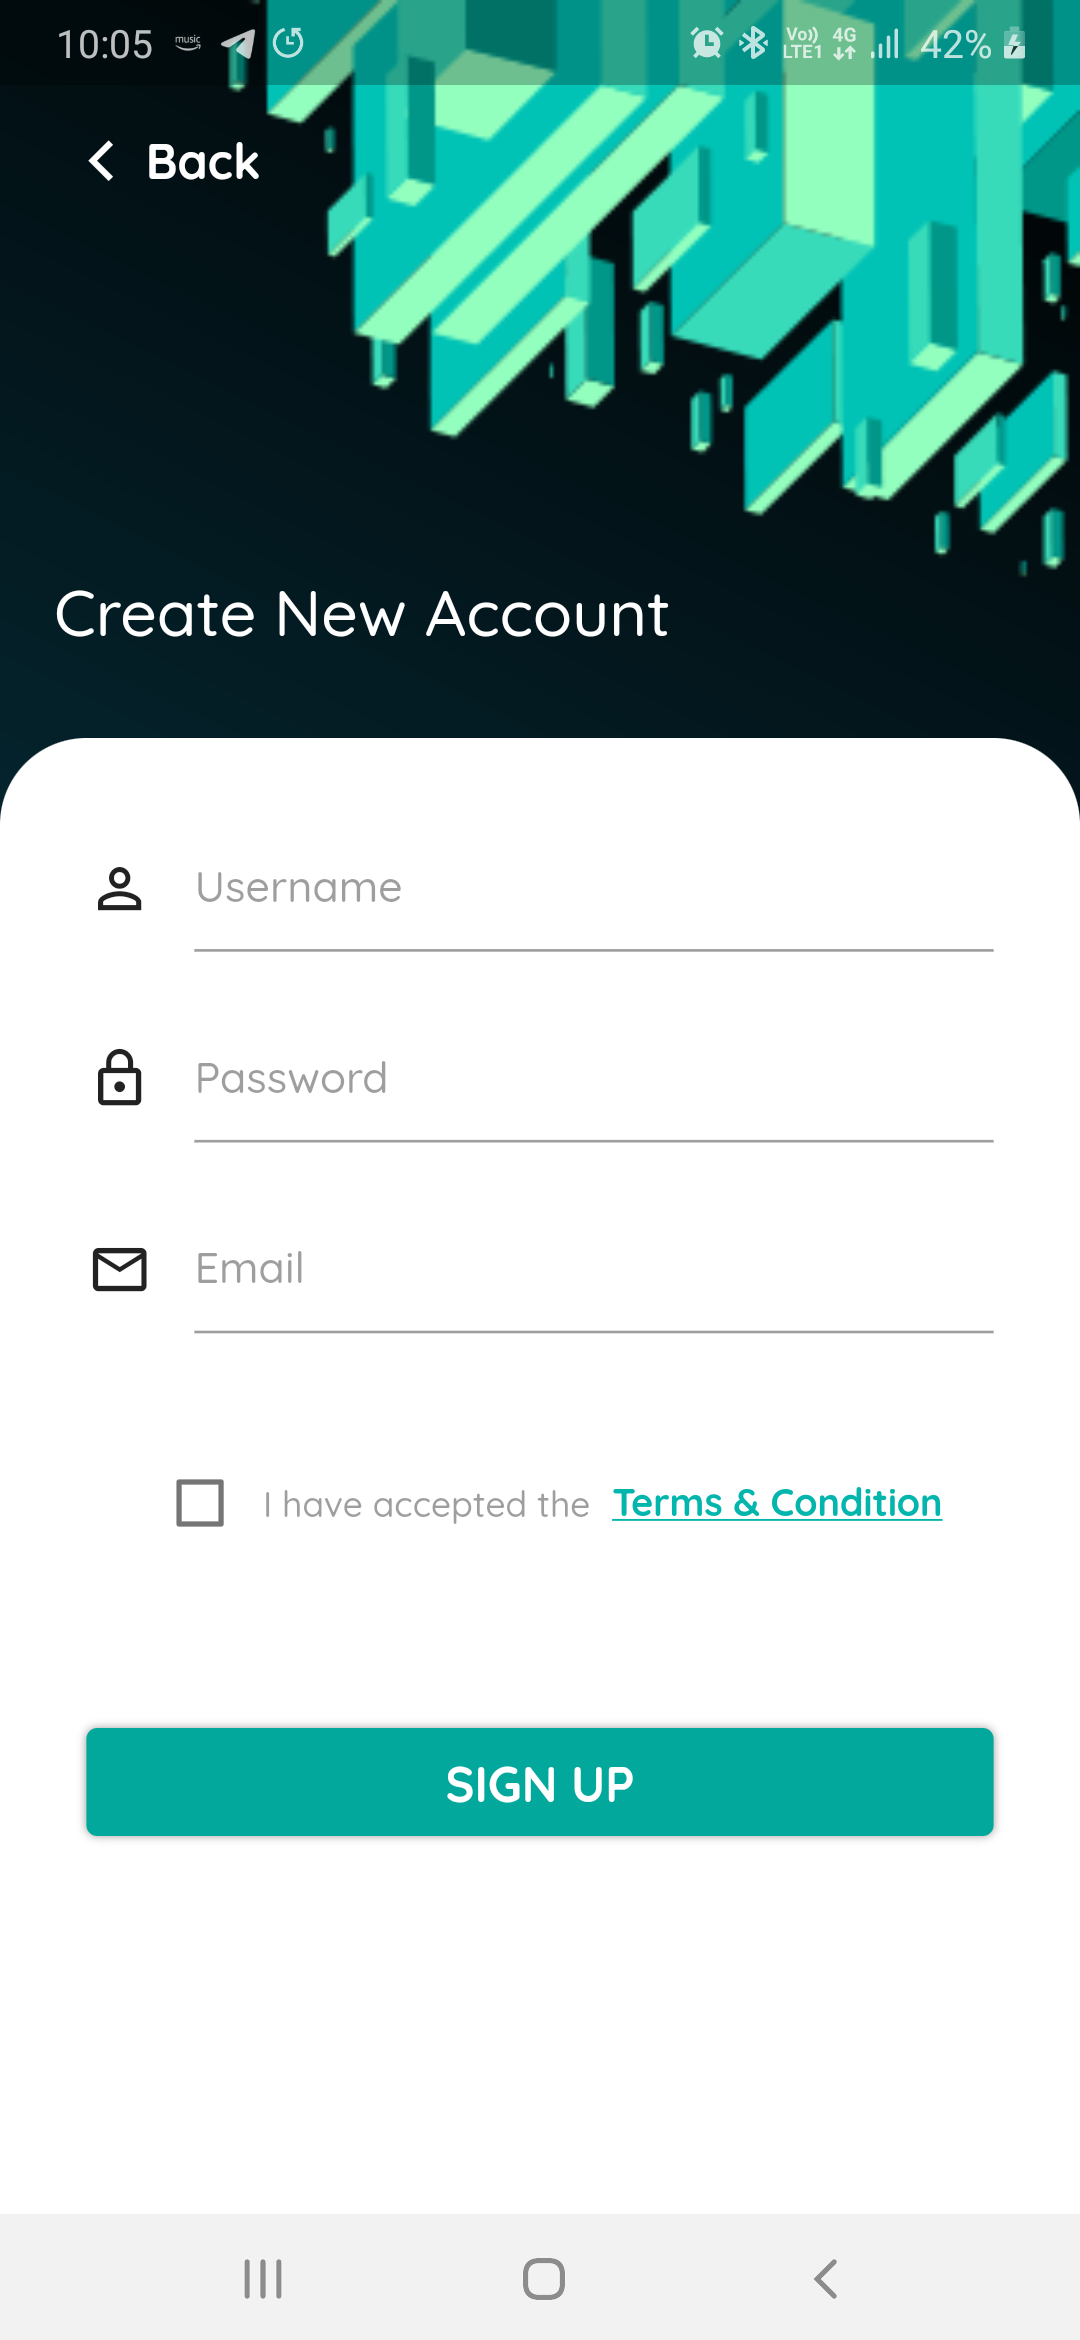 10:05 music Vo)) LTE1 4G 42%
Back
Create New Account
Username
Password
Email
I have accepted the Terms & Condition
SIGN UP